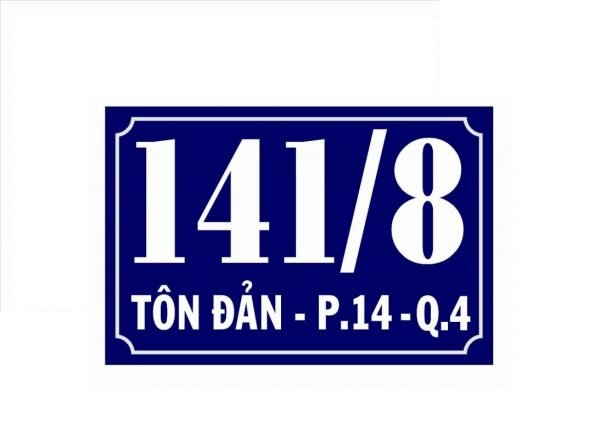 141/8
TÔN ĐẢN - P.14 - Q.4